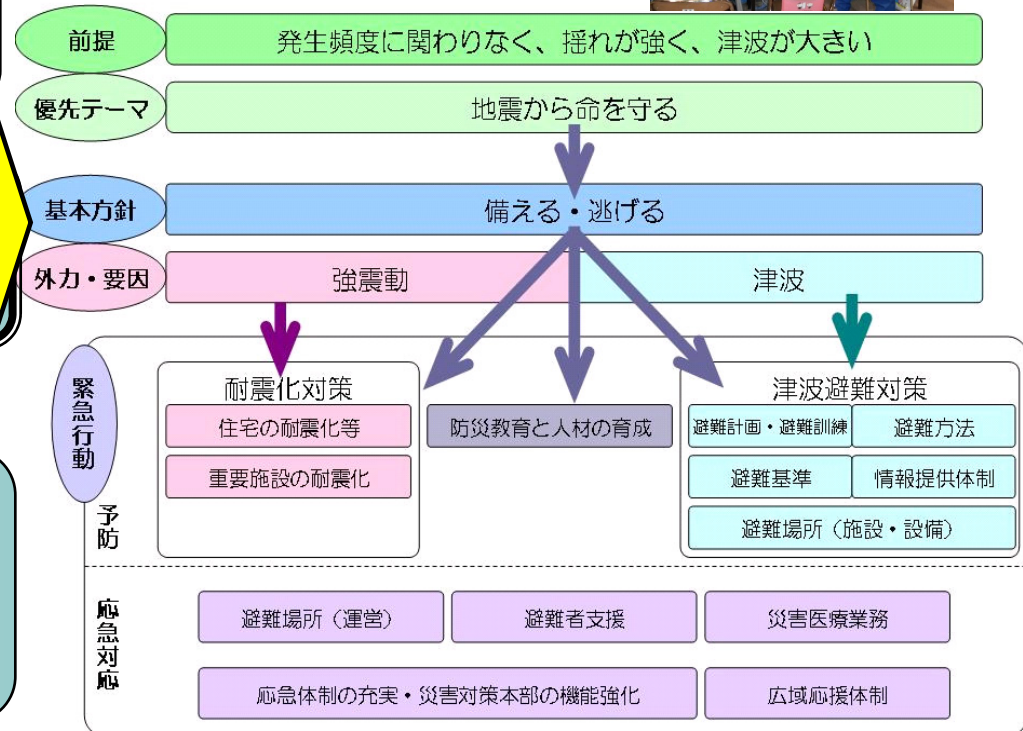 前提
発生頻度に関わりなく、揺れが強く、津波が大きい
優先テーマ
地震から命を守る
基本方針
備える・逃げる
外力・要因
強震動
津波
緊急行動
予防
耐震化対策
住宅の耐震化等
重要施設の耐震化
防災教育と人材の育成
津波避難対策
避難計画・避難訓練
避難方法
避難基準
情報提供体制
避難場所（施設・設備）
応急対応
避難場所（運営）
避難者支援
災害医療業務
応急体制の充実・災害対策本部の機能強化
広域応援体制